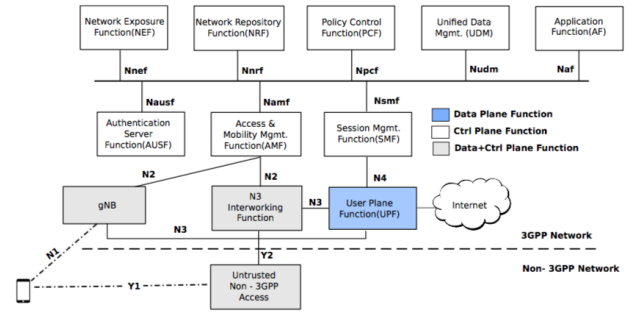 Network Exposure
Function(NEF)
Network Repository
Function(NRF)
Policy Control
Function(PCF)
Unified Data
Mgmt. (UDM)
Application
Function(AF)
Nnef
Nnrf
Npcf
Nudm
Naf
Nausf
Namf
Nsmf
Authentication
Server
Function(AUSF)
Access &
Mobility Mgmt.
Function(AMF)
Session Mgmt.
Function(SMF)
Data Plane Function
Ctrl Plane Function
Data+Ctrl Plane Function
N2
N2
N4
gNB
N3
Interworking
Function
N3
User Plane
Function(UPF)
Internet
N3
3GPP Network
N1
Y2
Non- 3GPP Network
Y1
Untrusted
Non - 3GPP
Access